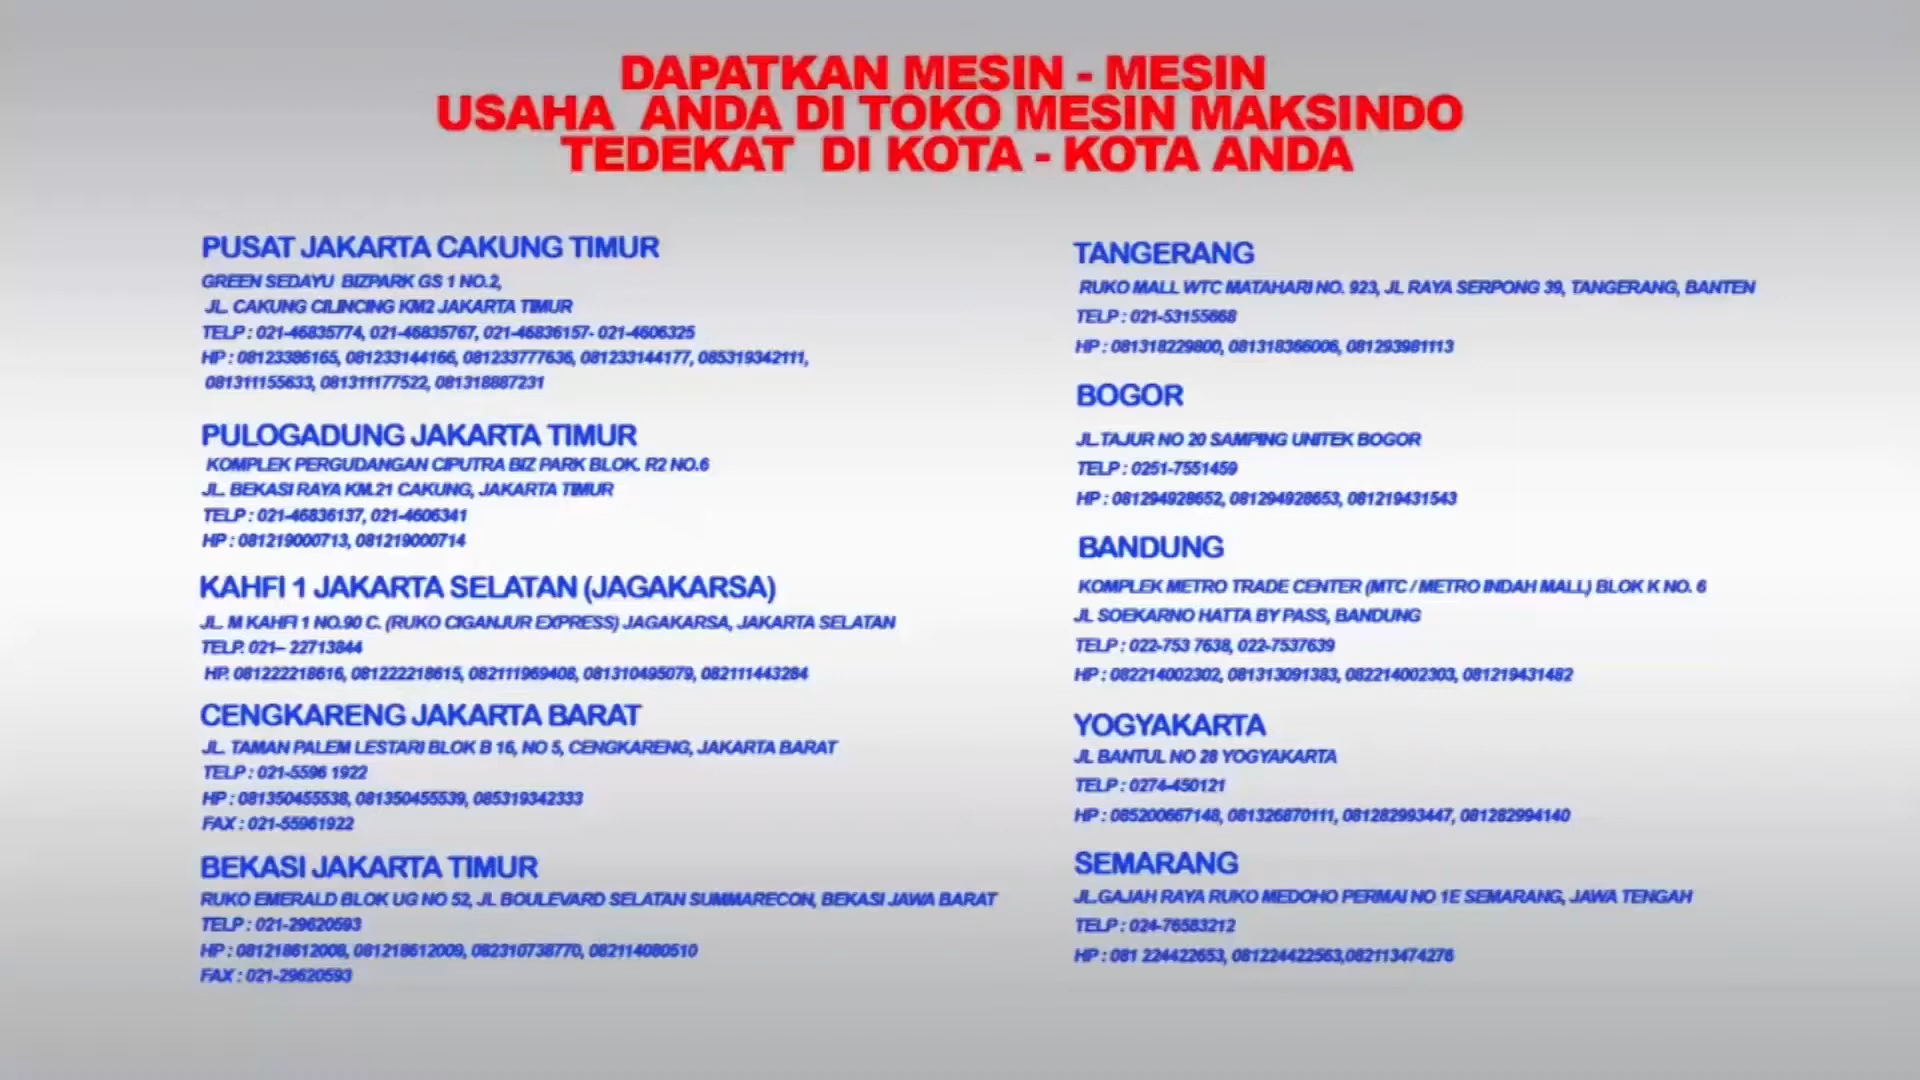 DAPATKAN MESIN - MESIN
USAHA ANDA DI TOKO MESIN MAKSINDO
TEDEKAT DI KOTA - KOTA ANDA
PUSAT JAKARTA CAKUNG TIMUR
GREEN SEDAYU BIZPARK GS 1 NO.2,
JL. CAKUNG CILINCING KM2 JAKARTA TIMUR
TELP : 021-46835774, 021-46835767, 021-46836157- 021-4606325
HP : 08123386165, 081233144166, 081233777636, 081233144177, 085319342111,
081311155633, 081311177522, 081318887231
PULOGADUNG JAKARTA TIMUR
KOMPLEK PERGUDANGAN CIPUTRA BIZ PARK BLOK. R2 NO.6
JL. BEKASI RAYA KM.21 CAKUNG, JAKARTA TIMUR
TELP : 021-46836137, 021-4606341
HP : 081219000713, 081219000714
KAHFI 1 JAKARTA SELATAN (JAGAKARSA)
JL. M KAHFI 1 NO.90 C. (RUKO CIGANJUR EXPRESS) JAGAKARSA, JAKARTA SELATAN
TELP. 021– 22713844
HP. 081222218616, 081222218615, 082111969408, 081310495079, 082111443284
CENGKARENG JAKARTA BARAT
JL. TAMAN PALEM LESTARI BLOK B 16, NO 5, CENGKARENG, JAKARTA BARAT
TELP : 021-5596 1922
HP : 081350455538, 081350455539, 085319342333
FAX : 021-55961922
BEKASI JAKARTA TIMUR
RUKO EMERALD BLOK UG NO 52, JL BOULEVARD SELATAN SUMMARECON, BEKASI JAWA BARAT
TELP : 021-29620593
HP : 081218612008, 081218612009, 082310738770, 082114080510
FAX : 021-29620593
TANGERANG
RUKO MALL WTC MATAHARI NO. 923, JL RAYA SERPONG 39, TANGERANG, BANTEN
TELP : 021-53155668
HP : 081318229800, 081318366006, 081293981113
BOGOR
JL.TAJUR NO 20 SAMPING UNITEK BOGOR
TELP : 0251-7551459
HP : 081294928652, 081294928653, 081219431543
BANDUNG
KOMPLEK METRO TRADE CENTER (MTC / METRO INDAH MALL) BLOK K NO. 6
JL SOEKARNO HATTA BY PASS, BANDUNG
TELP : 022-753 7638, 022-7537639
HP : 082214002302, 081313091383, 082214002303, 081219431482
YOGYAKARTA
JL BANTUL NO 28 YOGYAKARTA
TELP : 0274-450121
HP : 085200667148, 081326870111, 081282993447, 081282994140
SEMARANG
JL.GAJAH RAYA RUKO MEDOHO PERMAI NO 1E SEMARANG, JAWA TENGAH
TELP : 024-76583212
HP : 081 224422653, 081224422563,082113474276